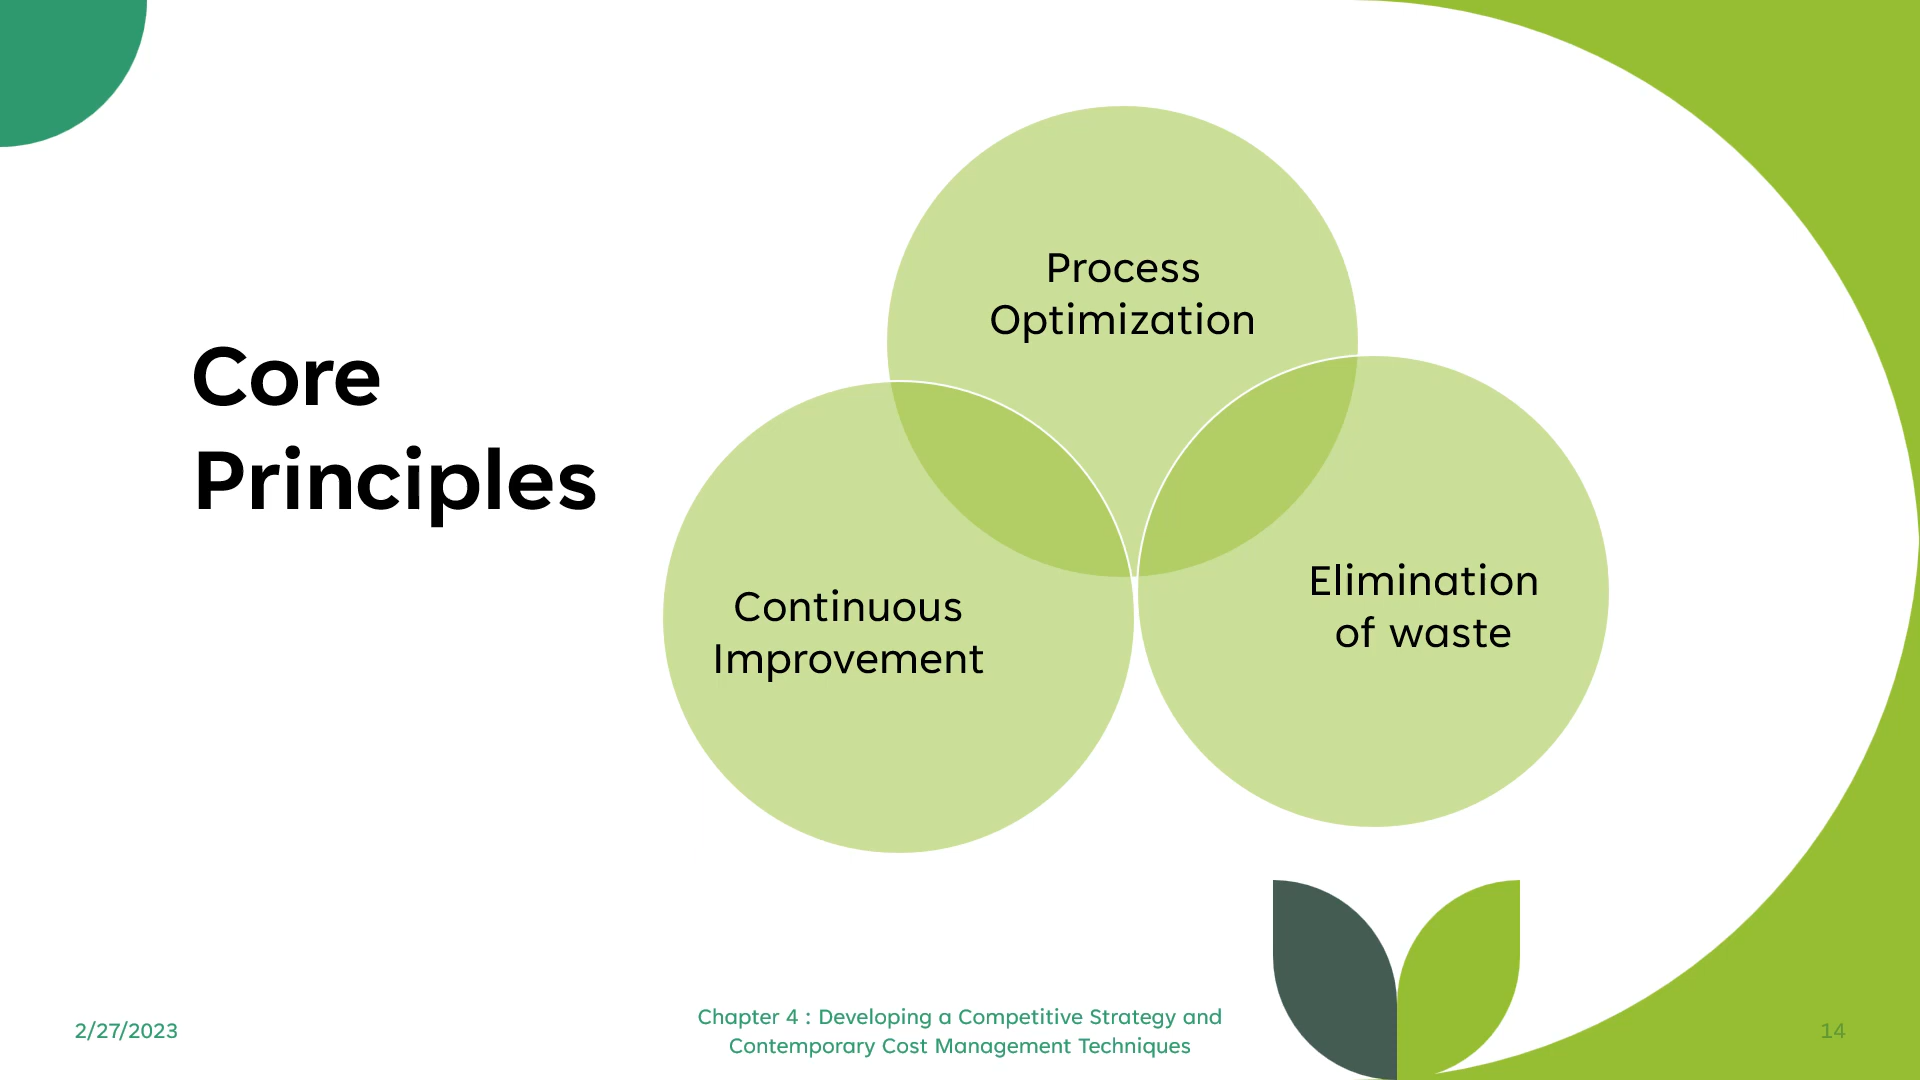 Core
Principles
Process
Optimization
Continuous
Improvement
Elimination
of waste
2/27/2023
Chapter 4 : Developing a Competitive Strategy and
Contemporary Cost Management Techniques
14